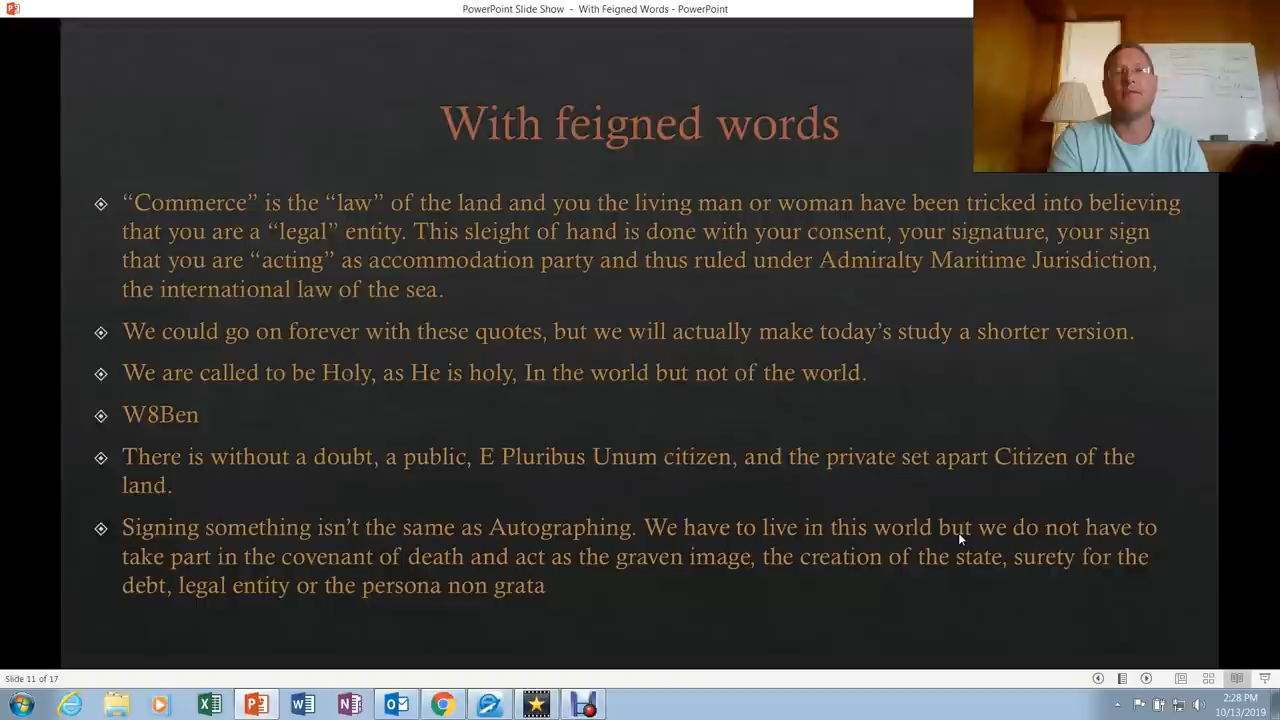 PowerPoint Slide Show - With Feigned Words - PowerPoint
With feigned words
“Commerce” is the “law” of the land and you the living man or woman have been tricked into believing
that you are a “legal” entity. This sleight of hand is done with your consent, your signature, your sign
that you are “acting” as accommodation party and thus ruled under Admiralty Maritime Jurisdiction,
the international law of the sea.
We could go on forever with these quotes, but we will actually make today’s study a shorter version.
We are called to be Holy, as He is holy, In the world but not of the world.
W8Ben
There is without a doubt, a public, E Pluribus Unum citizen, and the private set apart Citizen of the
land.
Signing something isn’t the same as Autographing. We have to live in this world but we do not have to
take part in the covenant of death and act as the graven image, the creation of the state, surety for the
debt, legal entity or the persona non grata
Slide 11 of 17
2:28 PM
10/13/2019